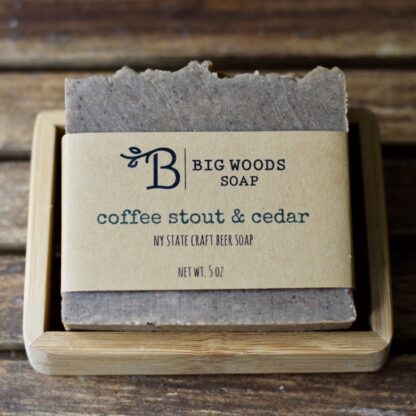 B
BIG WOODS
SOAP
coffee stout & cedar
NY STATE CRAFT BEER SOAP
NET WT. 5 OZ